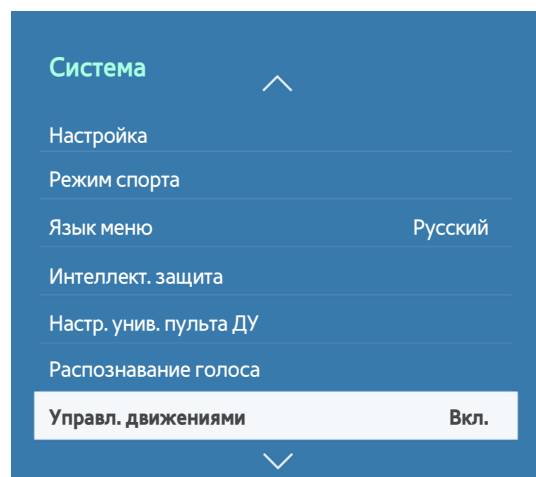 Система
Настройка
Режим спорта
Язык меню Русский
Интеллект. защита
Настр. унив. пульта ДУ
Распознавание голоса
Управл. движениями Вкл.